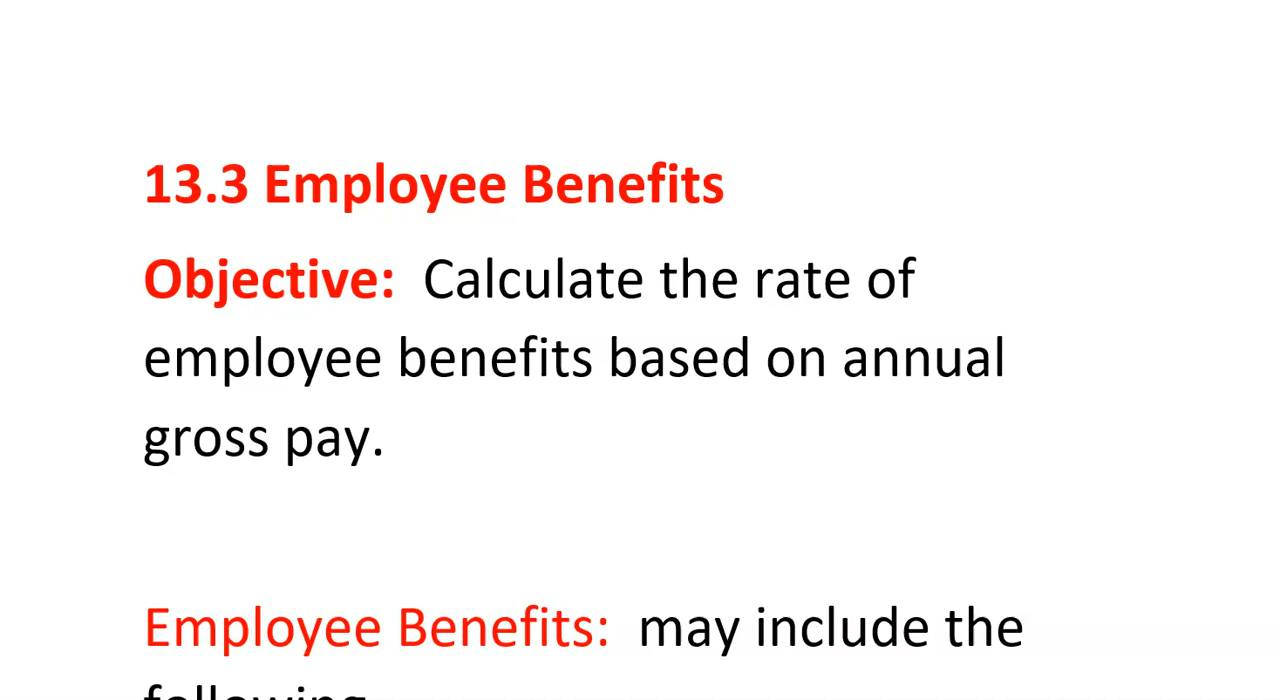 13.3 Employee Benefits
Objective: Calculate the rate of
employee benefits based on annual
gross pay.
Employee Benefits: may include the
following